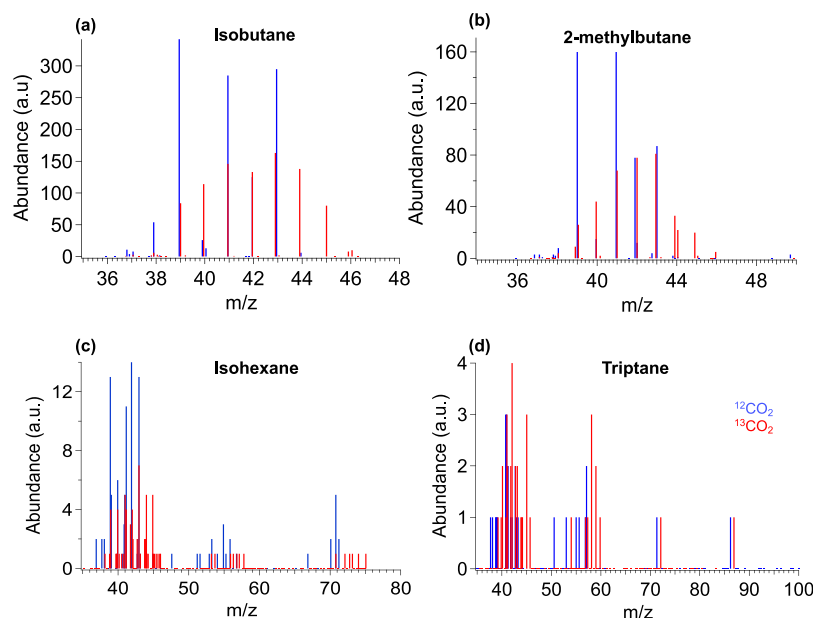 (a)
Isobutane
Abundance (a.u)
300
250
200
150
100
50
0
36 38 40 42 44 46 48
m/z
(b)
2-methylbutane
Abundance (a.u.)
160
120
80
40
0
36 40 44 48
m/z
(c)
Isohexane
Abundance (a.u.)
12
8
4
0
40 50 60 70 80
m/z
(d)
Triptane
¹²CO₂
¹³CO₂
Abundance (a.u.)
4
3
2
1
0
40 50 60 70 80 90 100
m/z